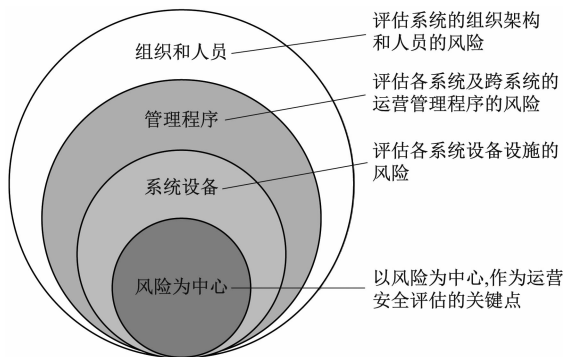 组织和人员
评估系统的组织架构
和人员的风险
管理程序
评估各系统及跨系统的
运营管理程序的风险
系统设备
评估各系统设备设施的
风险
风险为中心
以风险为中心,作为运营
安全评估的关键点